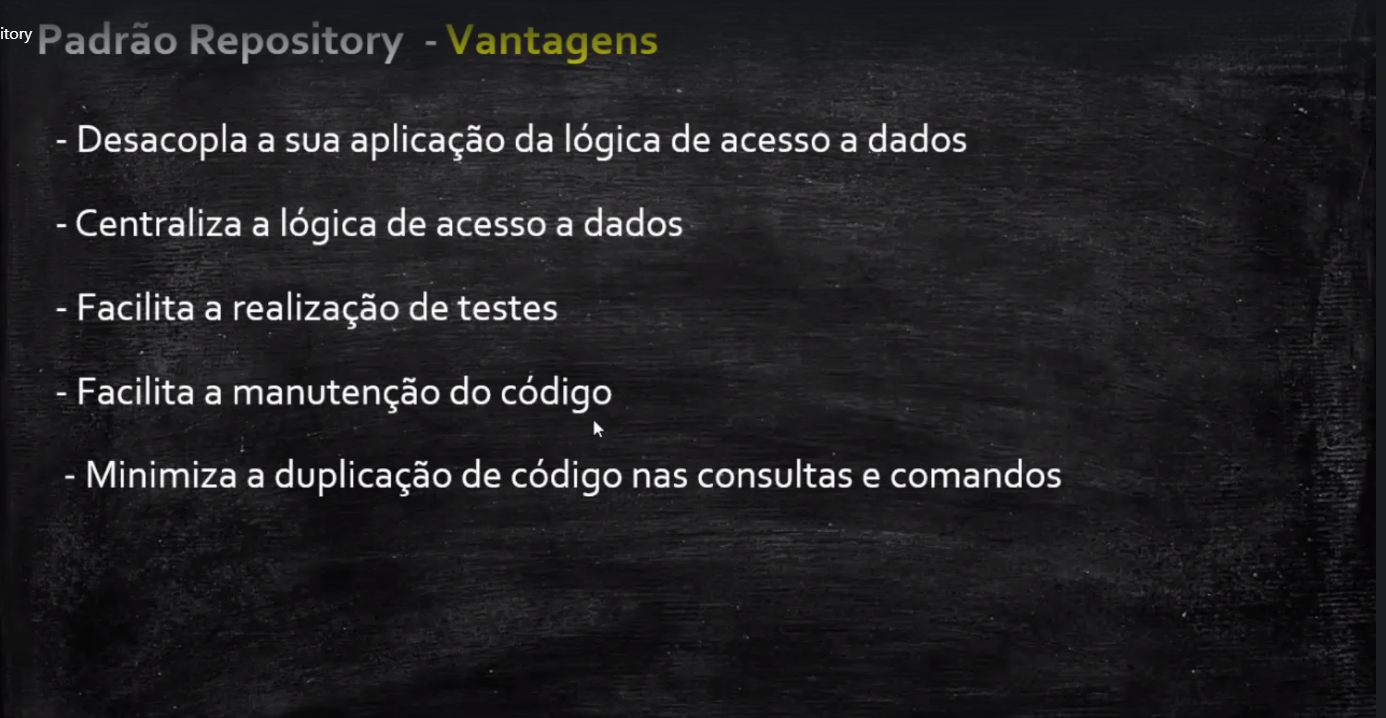 itory
Padrão Repository - Vantagens
- Desacopla a sua aplicação da lógica de acesso a dados
- Centraliza a lógica de acesso a dados
- Facilita a realização de testes
- Facilita a manutenção do código
- Minimiza a duplicação de código nas consultas e comandos